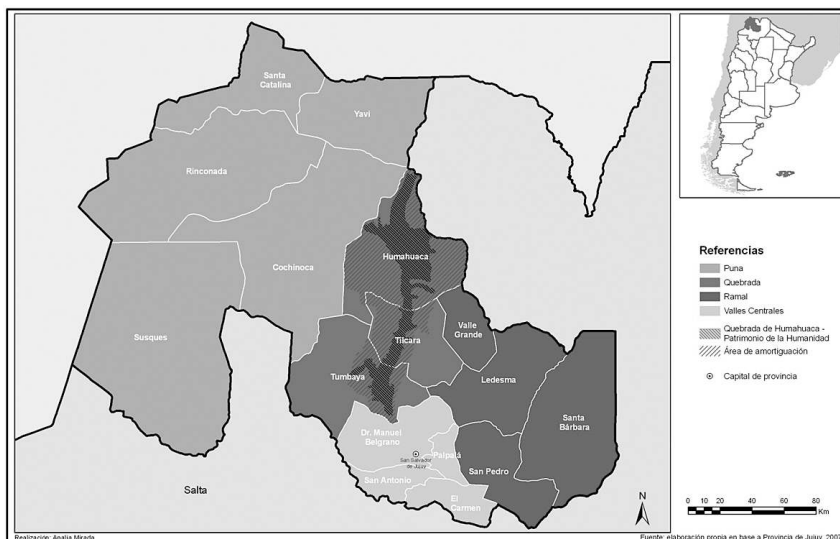 Santa
Catalina
Yavi
Rinconada
Cochinoca
Humahuaca
Susques
Valle
Grande
Tilcara
Tumbaya
Ledesma
Santa
Bárbara
Dr. Manuel
Belgrano
Palpalá
San Salvador
de Jujuy
San Pedro
San Antonio
El
Carmen
Salta
Referencias
Puna
Quebrada
Ramal
Valles Centrales
Quebrada de Humahuaca -
Patrimonio de la Humanidad
Área de amortiguación
Capital de provincia
N
0 10 20 40 60 80
Km
Realización: Analía Mirada
Fuente: elaboración propia en base a Provincia de Jujuy,